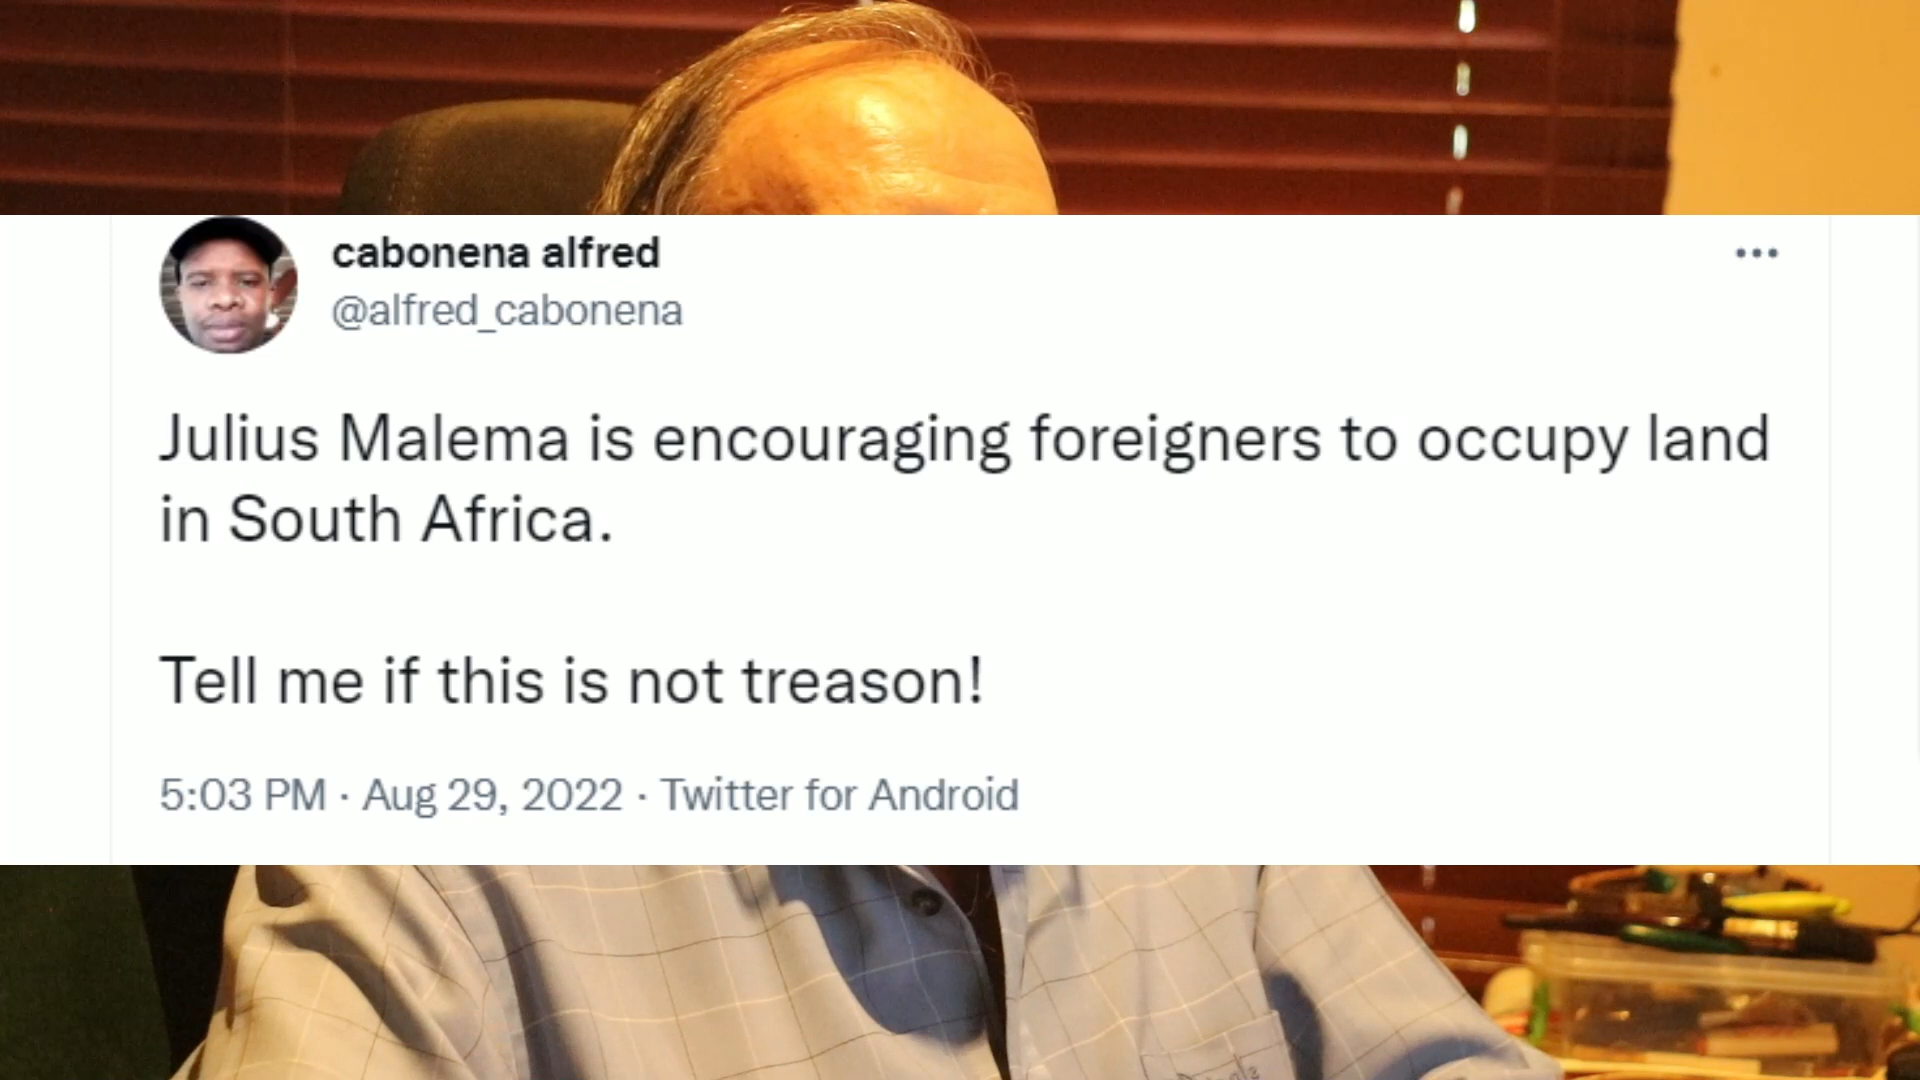 cabonena alfred
@alfred_cabonena
Julius Malema is encouraging foreigners to occupy land
in South Africa.
Tell me if this is not treason!
5:03 PM · Aug 29, 2022 · Twitter for Android